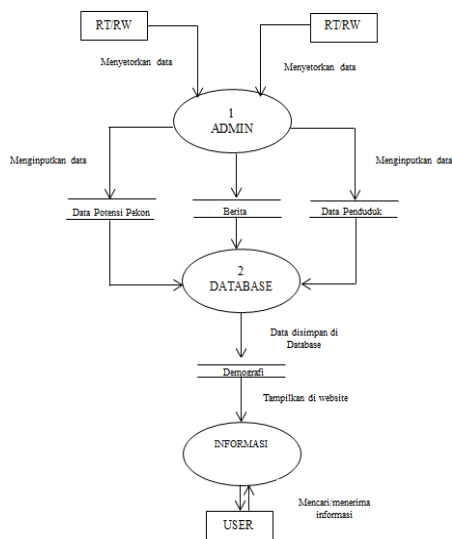 RT/RW
RT/RW
Menyetorkan data
Menyetorkan data
1
ADMIN
Menginputkan data
Menginputkan data
Data Potensi Pekon
Berita
Data Penduduk
2
DATABASE
Data disimpan di
Database
Demografi
Tampilkan di website
INFORMASI
Mencari/menerima
informasi
USER